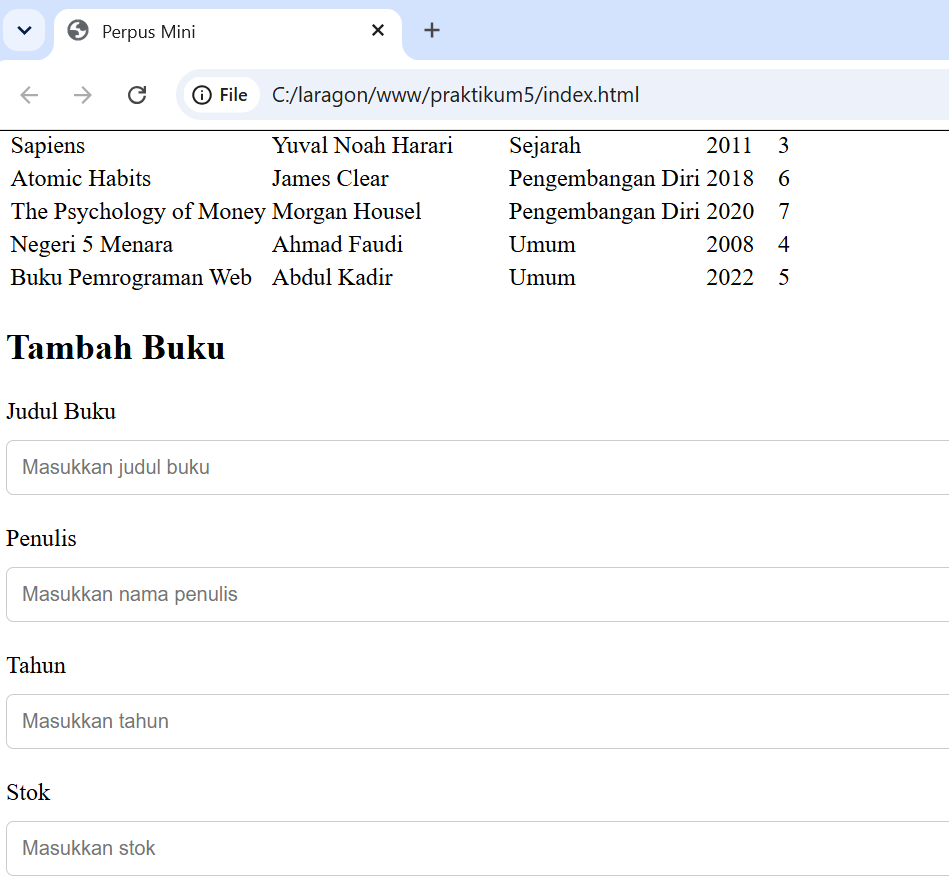 Perpus Mini
File C:/laragon/www/praktikum5/index.html
Sapiens Yuval Noah Harari Sejarah 2011 3
Atomic Habits James Clear Pengembangan Diri 2018 6
The Psychology of Money Morgan Housel Pengembangan Diri 2020 7
Negeri 5 Menara Ahmad Faudi Umum 2008 4
Buku Pemrograman Web Abdul Kadir Umum 2022 5
Tambah Buku
Judul Buku
Masukkan judul buku
Penulis
Masukkan nama penulis
Tahun
Masukkan tahun
Stok
Masukkan stok